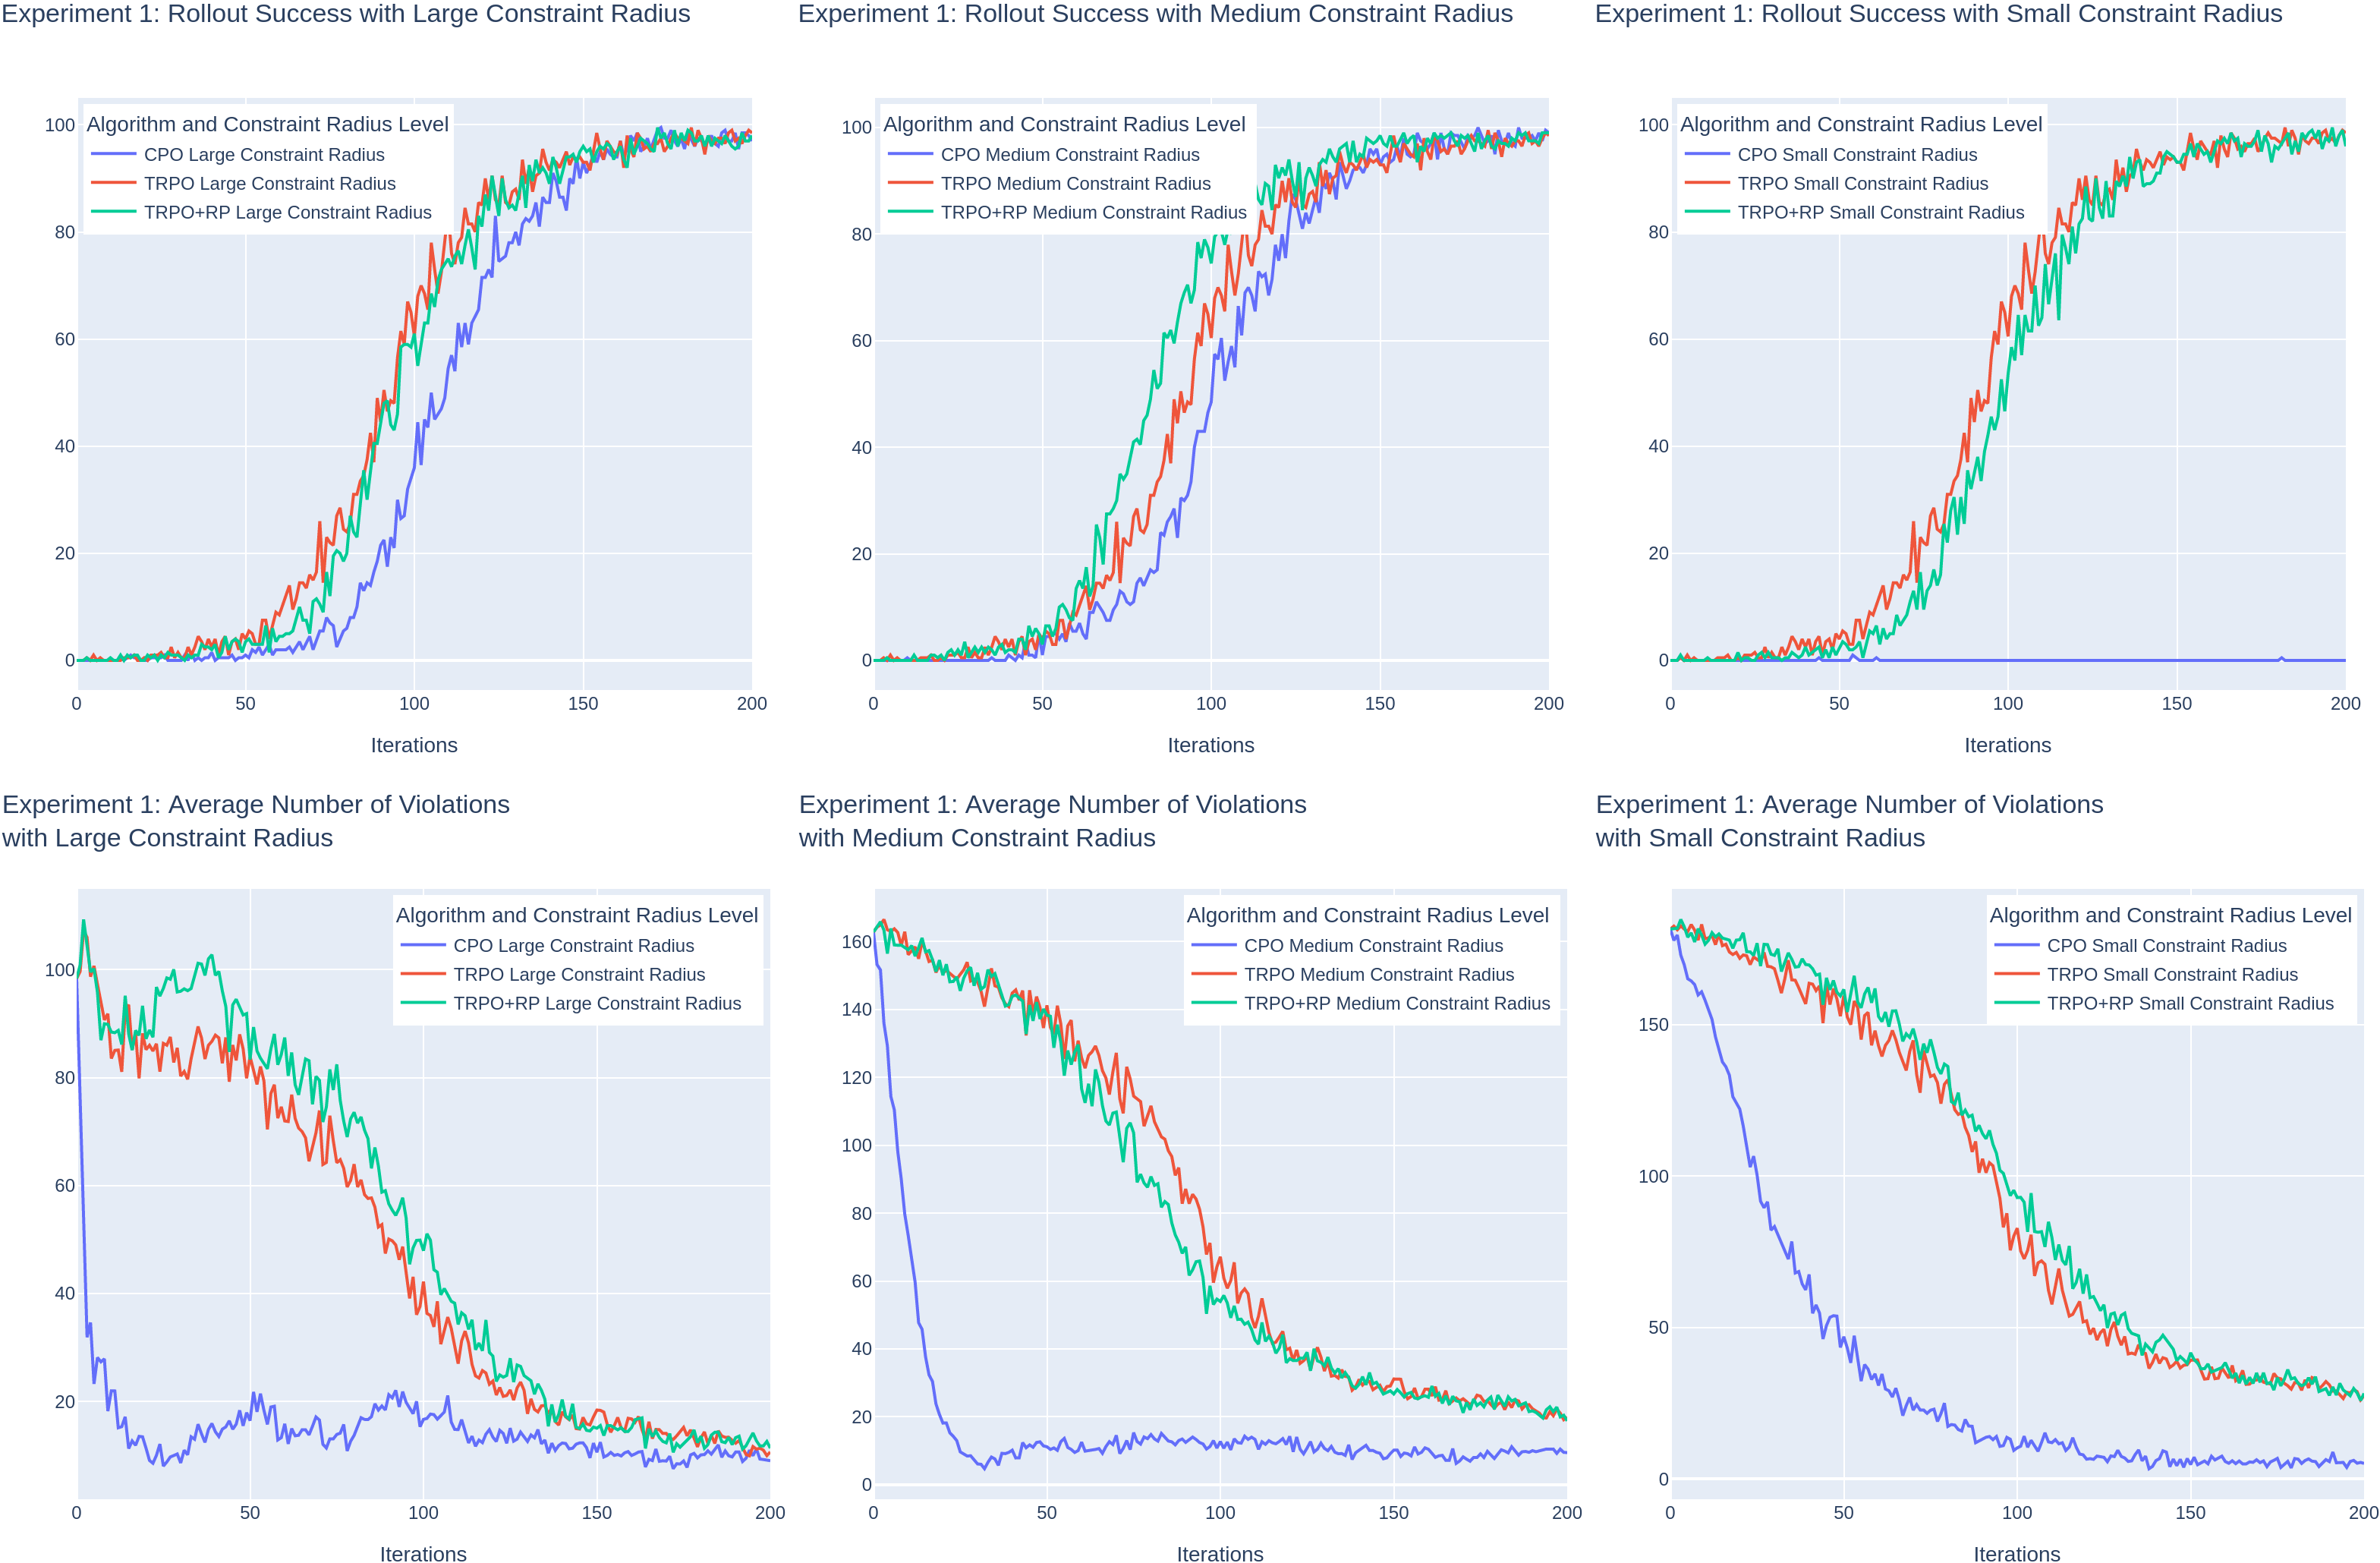 Experiment 1: Rollout Success with Large Constraint Radius
Algorithm and Constraint Radius Level
CPO Large Constraint Radius
TRPO Large Constraint Radius
TRPO+RP Large Constraint Radius
100
80
60
40
20
0
0 50 100 150 200
Iterations
Experiment 1: Rollout Success with Medium Constraint Radius
Algorithm and Constraint Radius Level
CPO Medium Constraint Radius
TRPO Medium Constraint Radius
TRPO+RP Medium Constraint Radius
100
80
60
40
20
0
0 50 100 150 200
Iterations
Experiment 1: Rollout Success with Small Constraint Radius
Algorithm and Constraint Radius Level
CPO Small Constraint Radius
TRPO Small Constraint Radius
TRPO+RP Small Constraint Radius
100
80
60
40
20
0
0 50 100 150 200
Iterations
Experiment 1: Average Number of Violations
with Large Constraint Radius
Algorithm and Constraint Radius Level
CPO Large Constraint Radius
TRPO Large Constraint Radius
TRPO+RP Large Constraint Radius
100
80
60
40
20
0 50 100 150 200
Iterations
Experiment 1: Average Number of Violations
with Medium Constraint Radius
Algorithm and Constraint Radius Level
CPO Medium Constraint Radius
TRPO Medium Constraint Radius
TRPO+RP Medium Constraint Radius
160
140
120
100
80
60
40
20
0
0 50 100 150 200
Iterations
Experiment 1: Average Number of Violations
with Small Constraint Radius
Algorithm and Constraint Radius Level
CPO Small Constraint Radius
TRPO Small Constraint Radius
TRPO+RP Small Constraint Radius
150
100
50
0
0 50 100 150 200
Iterations